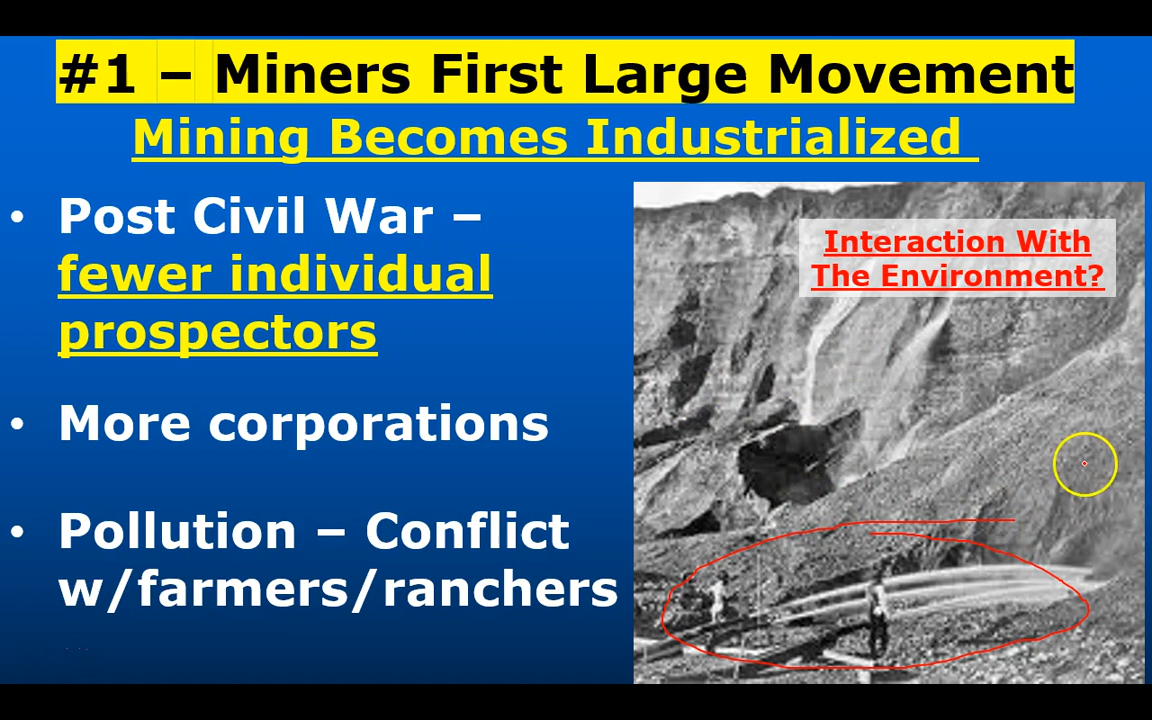 #1 – Miners First Large Movement
Mining Becomes Industrialized
• Post Civil War –
fewer individual
prospectors
• More corporations
• Pollution – Conflict
w/farmers/ranchers
Interaction With
The Environment?